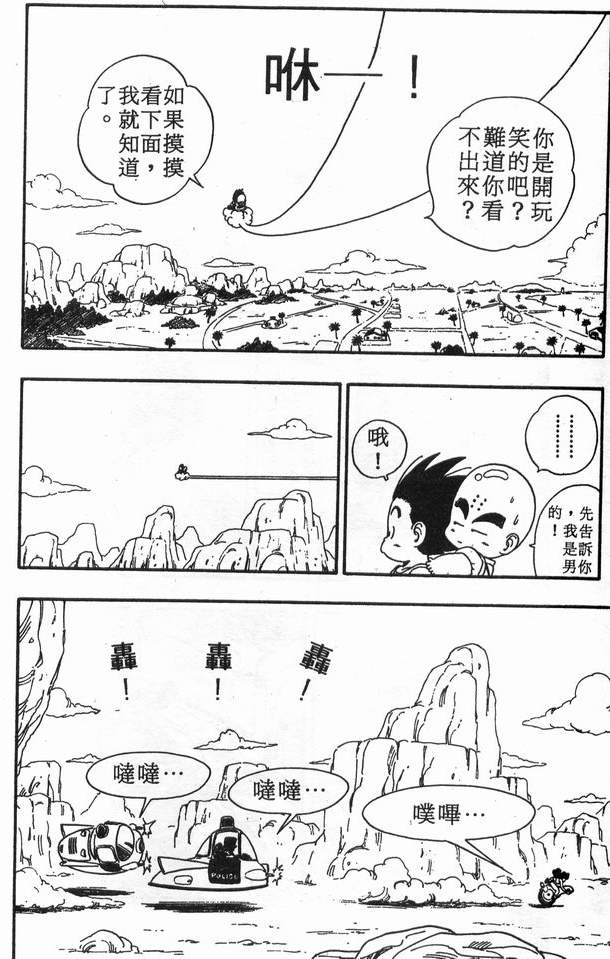 咻——！
你是開玩
笑的吧？
難道你看
不出來？
如果摸摸
看下面，
我就知道
了。
⋯⋯⋯
先告訴你
，我是男
的！
哦！
轟！
轟！
轟！
噗嗶⋯
噠噠⋯
噠噠⋯
POLICE